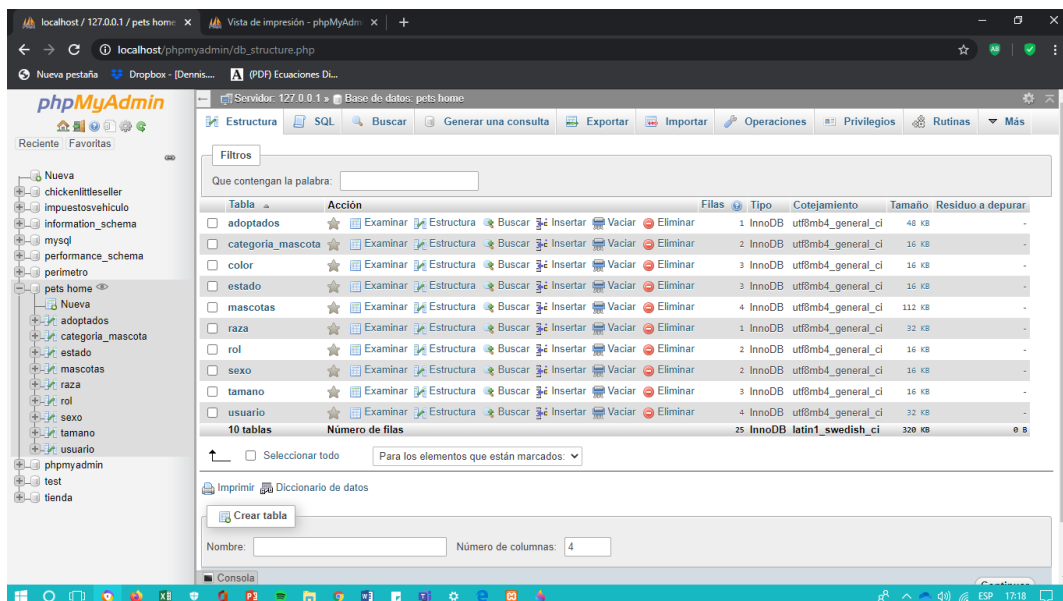 localhost / 127.0.0.1 / pets home
Vista de impresión - phpMyAdm
localhost/phpmyadmin/db_structure.php
AB
Nueva pestaña
Dropbox - [Dennis....
(PDF) Ecuaciones Di...
phpMyAdmin
Reciente Favoritas
Nueva
chickenlittleseller
impuestosvehiculo
information_schema
mysql
performance_schema
perimetro
pets home
Nueva
adoptados
categoria_mascota
estado
mascotas
raza
rol
sexo
tamano
usuario
phpmyadmin
test
tienda
Servidor: 127.0.0.1 » Base de datos: pets home
Estructura SQL Buscar Generar una consulta Exportar Importar Operaciones Privilegios Rutinas Más
Filtros
Que contengan la palabra:
Tabla Acción Filas Tipo Cotejamiento Tamaño Residuo a depurar
adoptados Examinar Estructura Buscar Insertar Vaciar Eliminar 1 InnoDB utf8mb4_general_ci 48 KB -
categoria_mascota Examinar Estructura Buscar Insertar Vaciar Eliminar 2 InnoDB utf8mb4_general_ci 16 KB -
color Examinar Estructura Buscar Insertar Vaciar Eliminar 3 InnoDB utf8mb4_general_ci 16 KB -
estado Examinar Estructura Buscar Insertar Vaciar Eliminar 3 InnoDB utf8mb4_general_ci 16 KB -
mascotas Examinar Estructura Buscar Insertar Vaciar Eliminar 4 InnoDB utf8mb4_general_ci 112 KB -
raza Examinar Estructura Buscar Insertar Vaciar Eliminar 1 InnoDB utf8mb4_general_ci 32 KB -
rol Examinar Estructura Buscar Insertar Vaciar Eliminar 2 InnoDB utf8mb4_general_ci 16 KB -
sexo Examinar Estructura Buscar Insertar Vaciar Eliminar 2 InnoDB utf8mb4_general_ci 16 KB -
tamano Examinar Estructura Buscar Insertar Vaciar Eliminar 3 InnoDB utf8mb4_general_ci 16 KB -
usuario Examinar Estructura Buscar Insertar Vaciar Eliminar 4 InnoDB utf8mb4_general_ci 32 KB -
10 tablas Número de filas 25 InnoDB latin1_swedish_ci 320 KB 0 B
Seleccionar todo Para los elementos que están marcados:
Imprimir Diccionario de datos
Crear tabla
Nombre: Número de columnas: 4
Consola
Continuar
ESP 17:18